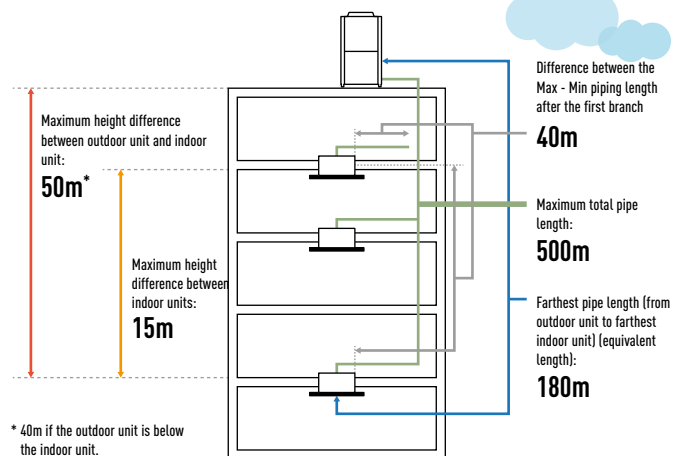 Maximum height difference
between outdoor unit and indoor
unit:
50m*
Maximum height
difference between
indoor units:
15m
* 40m if the outdoor unit is below
the indoor unit.
Difference between the
Max - Min piping length
after the first branch
40m
Maximum total pipe
length:
500m
Farthest pipe length (from
outdoor unit to farthest
indoor unit) (equivalent
length):
180m